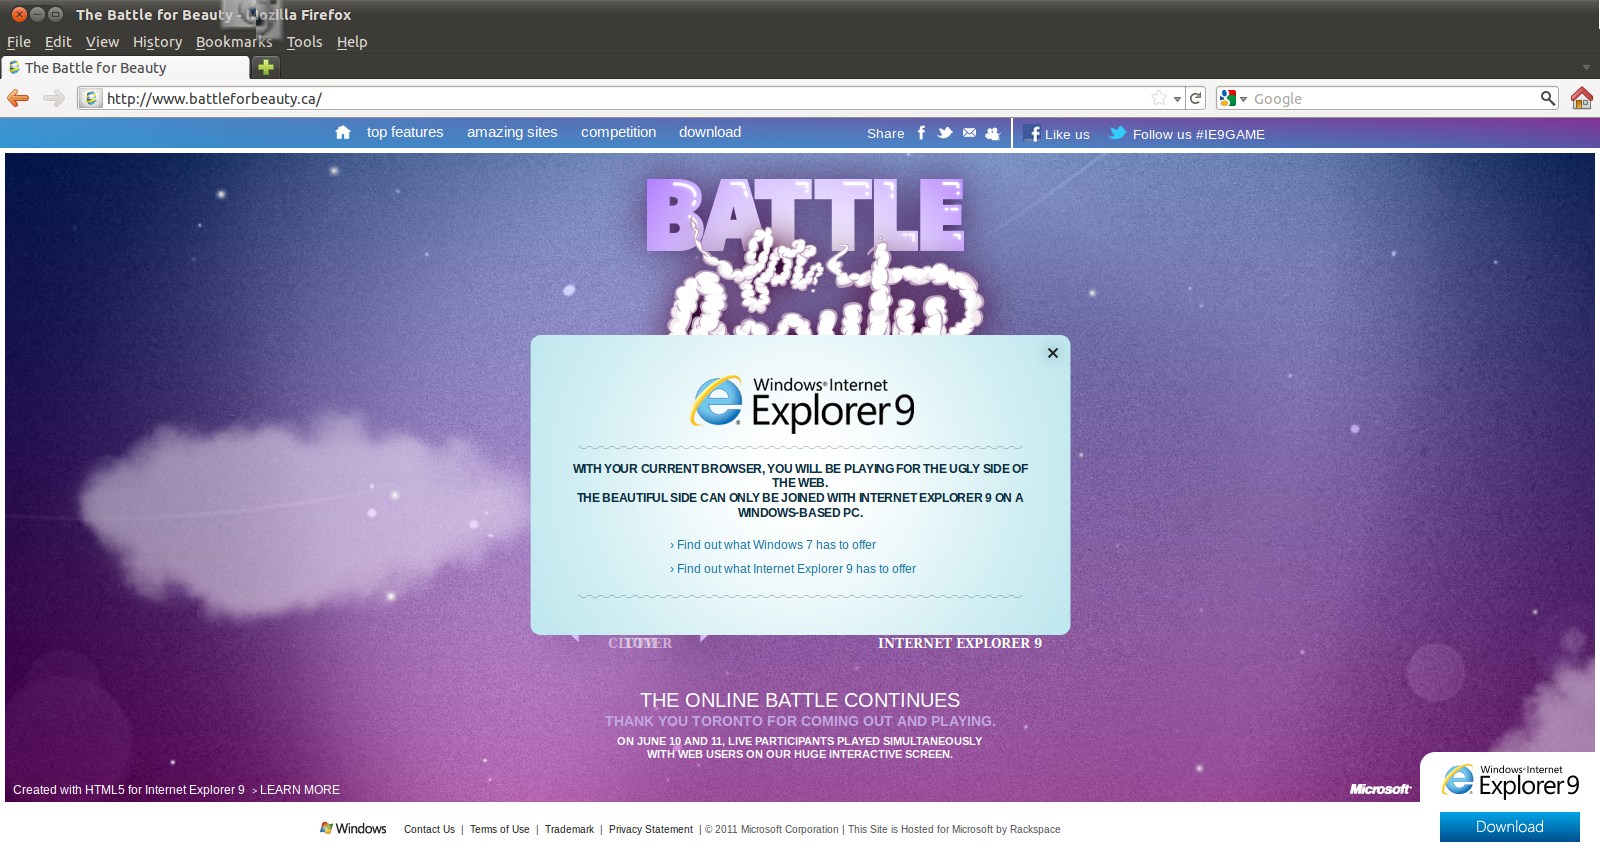 The Battle for Beauty - Mozilla Firefox
File Edit View History Bookmarks Tools Help
The Battle for Beauty
http://www.battleforbeauty.ca/
Google
top features amazing sites competition download
Share
Like us
Follow us #IE9GAME
BATTLE
for
Windows® Internet
Explorer 9
WITH YOUR CURRENT BROWSER, YOU WILL BE PLAYING FOR THE UGLY SIDE OF
THE WEB.
THE BEAUTIFUL SIDE CAN ONLY BE JOINED WITH INTERNET EXPLORER 9 ON A
WINDOWS-BASED PC.
› Find out what Windows 7 has to offer
› Find out what Internet Explorer 9 has to offer
INTERNET EXPLORER 9
THE ONLINE BATTLE CONTINUES
THANK YOU TORONTO FOR COMING OUT AND PLAYING.
ON JUNE 10 AND 11, LIVE PARTICIPANTS PLAYED SIMULTANEOUSLY
WITH WEB USERS ON OUR HUGE INTERACTIVE SCREEN.
Created with HTML5 for Internet Explorer 9 > LEARN MORE
Microsoft®
Windows® Internet
Explorer 9
Download
Windows Contact Us | Terms of Use | Trademark | Privacy Statement | © 2011 Microsoft Corporation | This Site is Hosted for Microsoft by Rackspace